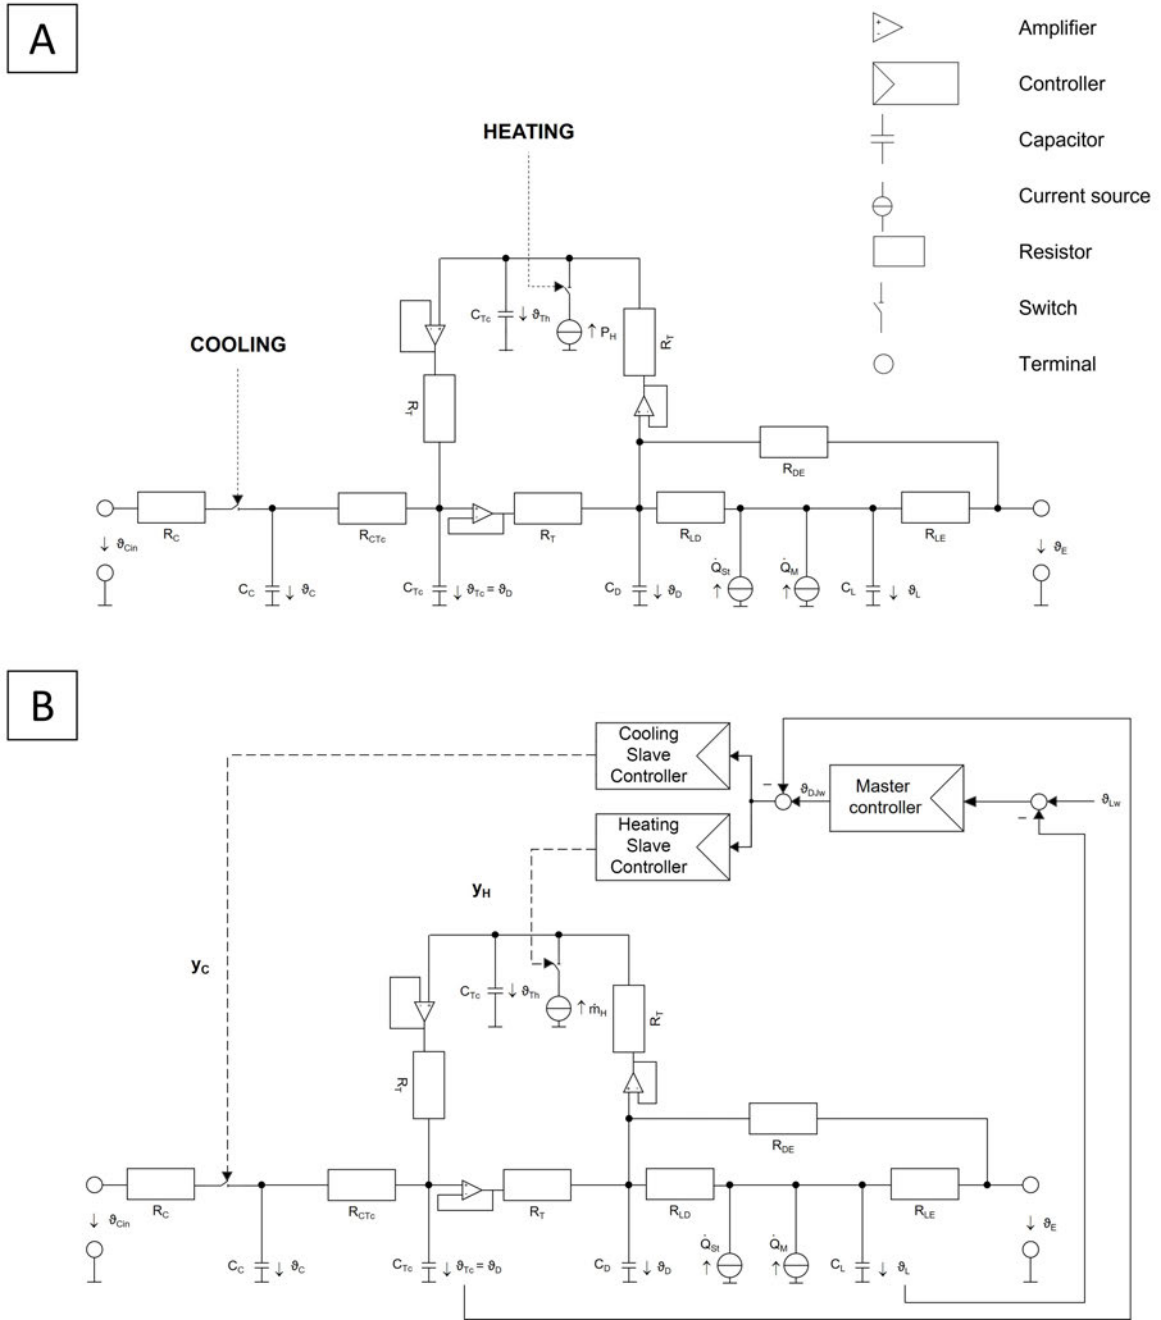 A
Amplifier
Controller
Capacitor
Current source
Resistor
Switch
Terminal
HEATING
COOLING
C_Tc ↓ ϑ_Th
↑ P_H
R_T
R_T
R_DE
R_C
R_CTc
R_T
R_LD
R_LE
↓ ϑ_Cin
C_C ↓ ϑ_C
C_Tc ↓ ϑ_Tc = ϑ_D
C_D ↓ ϑ_D
Q̇_St ↑
Q̇_M ↑
C_L ↓ ϑ_L
↓ ϑ_E
B
Cooling
Slave
Controller
Heating
Slave
Controller
−
ϑ_DJw
Master
controller
−
ϑ_Lw
y_H
y_C
C_Tc ↓ ϑ_Th
↑ ṁ_H
R_T
R_T
R_DE
R_C
R_CTc
R_T
R_LD
R_LE
↓ ϑ_Cin
C_C ↓ ϑ_C
C_Tc ↓ ϑ_Tc = ϑ_D
C_D ↓ ϑ_D
Q̇_St ↑
Q̇_M ↑
C_L ↓ ϑ_L
↓ ϑ_E